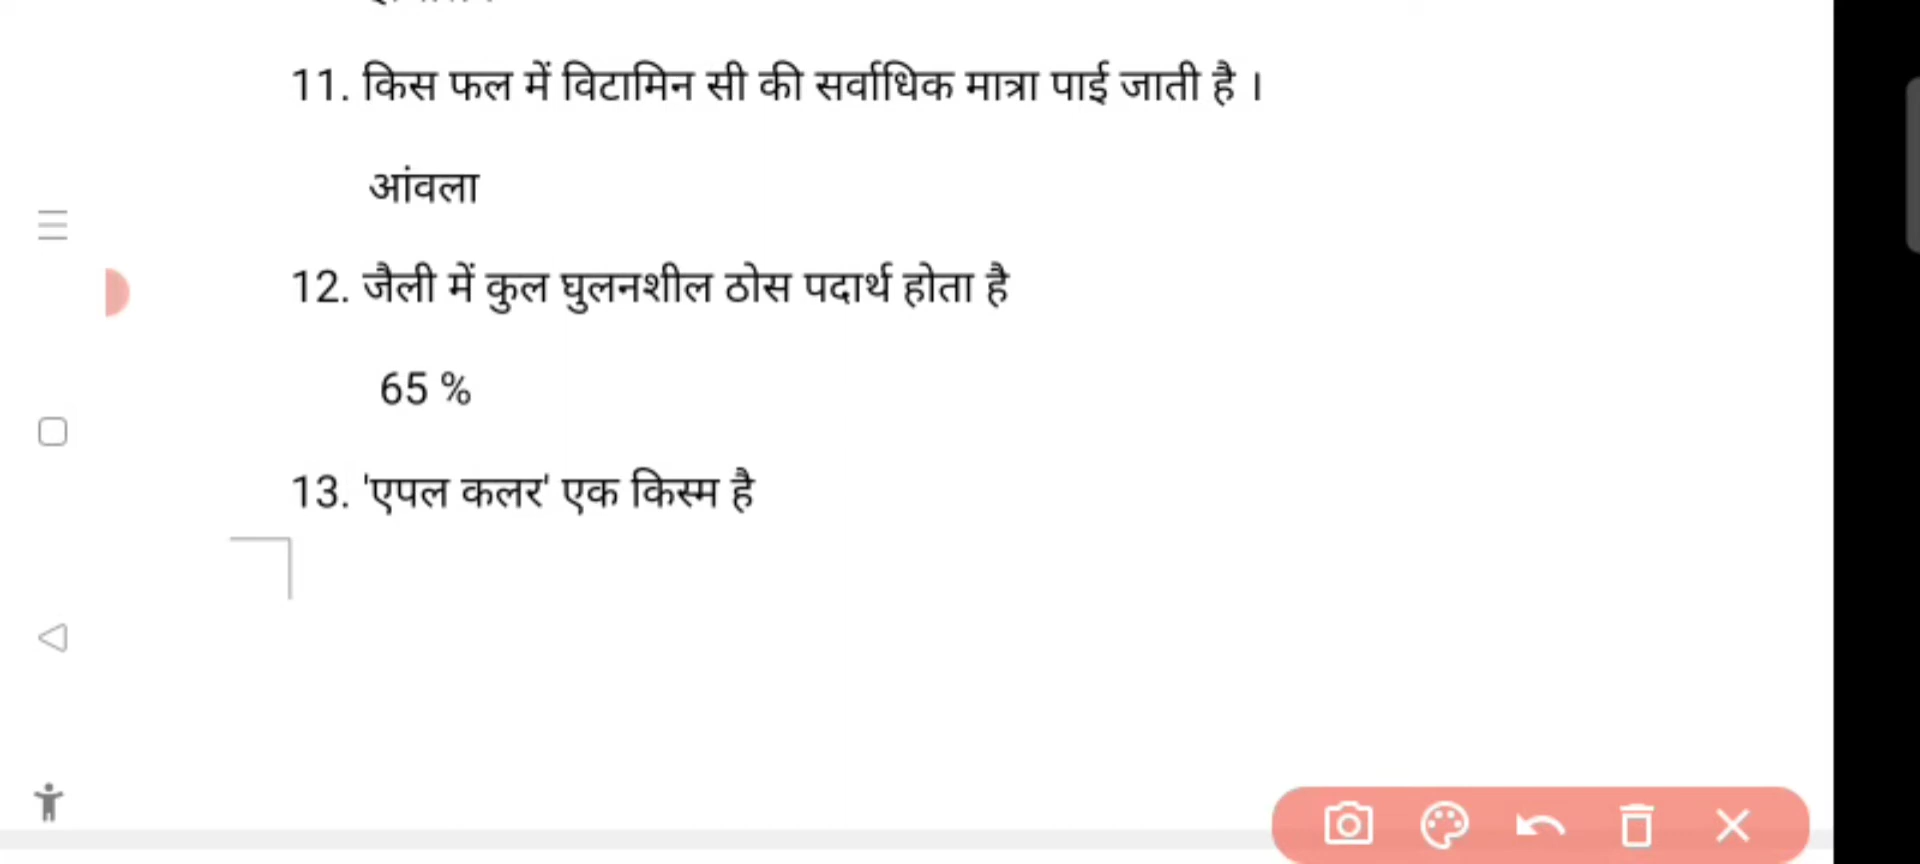 11. किस फल में विटामिन सी की सर्वाधिक मात्रा पाई जाती है ।
आंवला
12. जैली में कुल घुलनशील ठोस पदार्थ होता है
65 %
13. 'एपल कलर' एक किस्म है